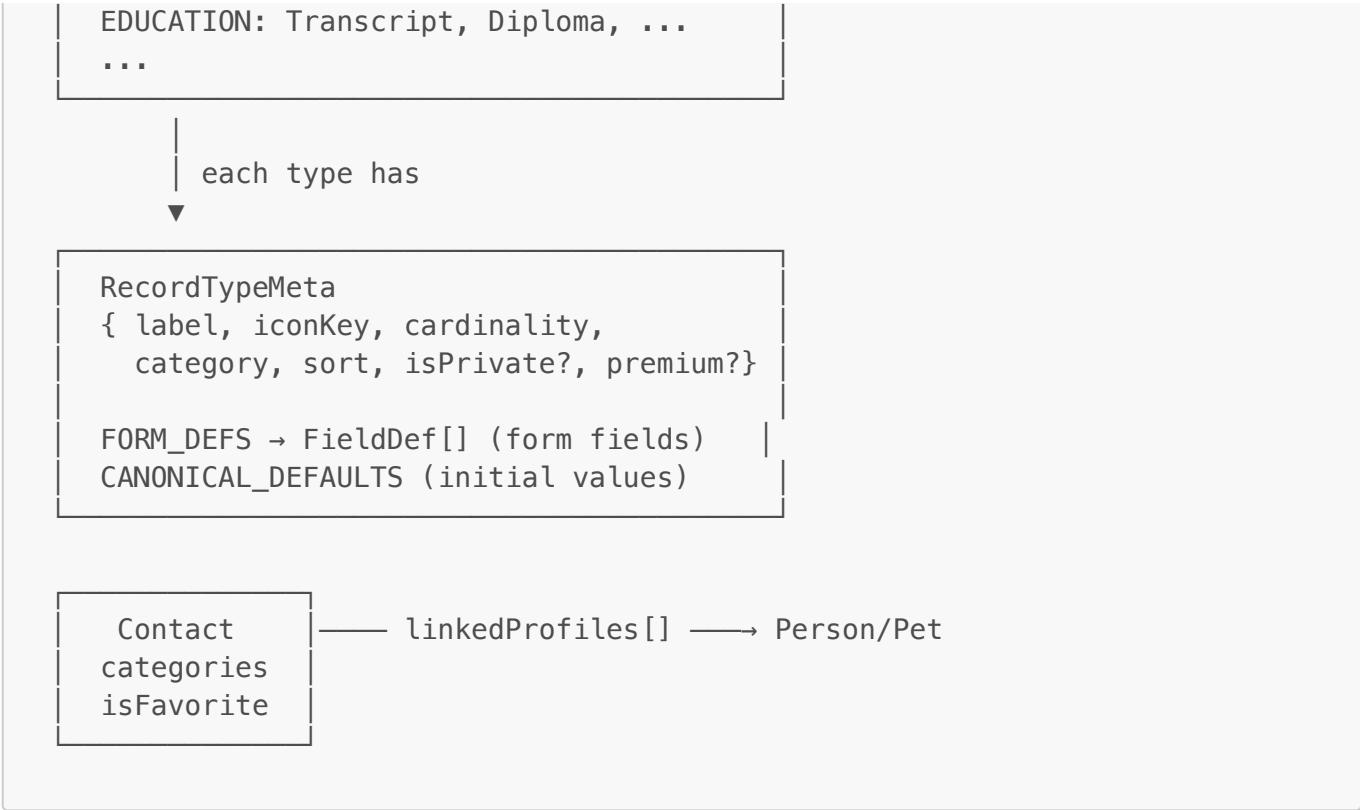 EDUCATION: Transcript, Diploma, ...
...
each type has
RecordTypeMeta
{ label, iconKey, cardinality,
category, sort, isPrivate?, premium?}
FORM_DEFS → FieldDef[] (form fields)
CANONICAL_DEFAULTS (initial values)
Contact
linkedProfiles[] ───→ Person/Pet
categories
isFavorite